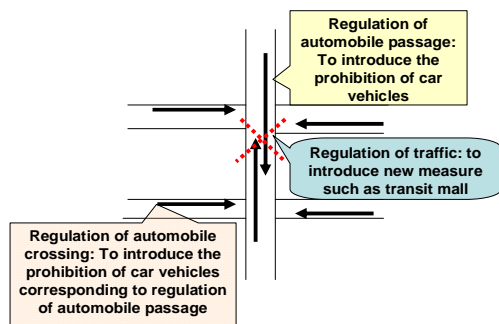 Regulation of
automobile passage:
To introduce the
prohibition of car
vehicles
Regulation of traffic: to
introduce new measure
such as transit mall
Regulation of automobile
crossing: To introduce the
prohibition of car vehicles
corresponding to regulation
of automobile passage